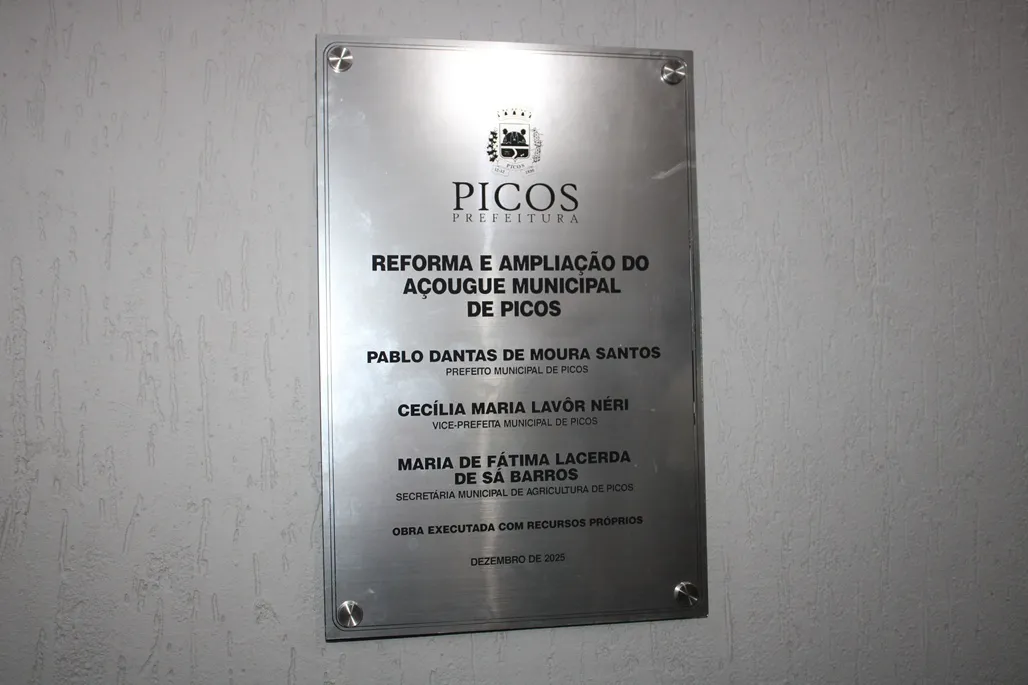 PICOS
PICOS
PREFEITURA
REFORMA E AMPLIAÇÃO DO
AÇOUGUE MUNICIPAL
DE PICOS
PABLO DANTAS DE MOURA SANTOS
PREFEITO MUNICIPAL DE PICOS
CECÍLIA MARIA LAVÔR NÉRI
VICE-PREFEITA MUNICIPAL DE PICOS
MARIA DE FÁTIMA LACERDA
DE SÁ BARROS
SECRETÁRIA MUNICIPAL DE AGRICULTURA DE PICOS
OBRA EXECUTADA COM RECURSOS PRÓPRIOS
DEZEMBRO DE 2025